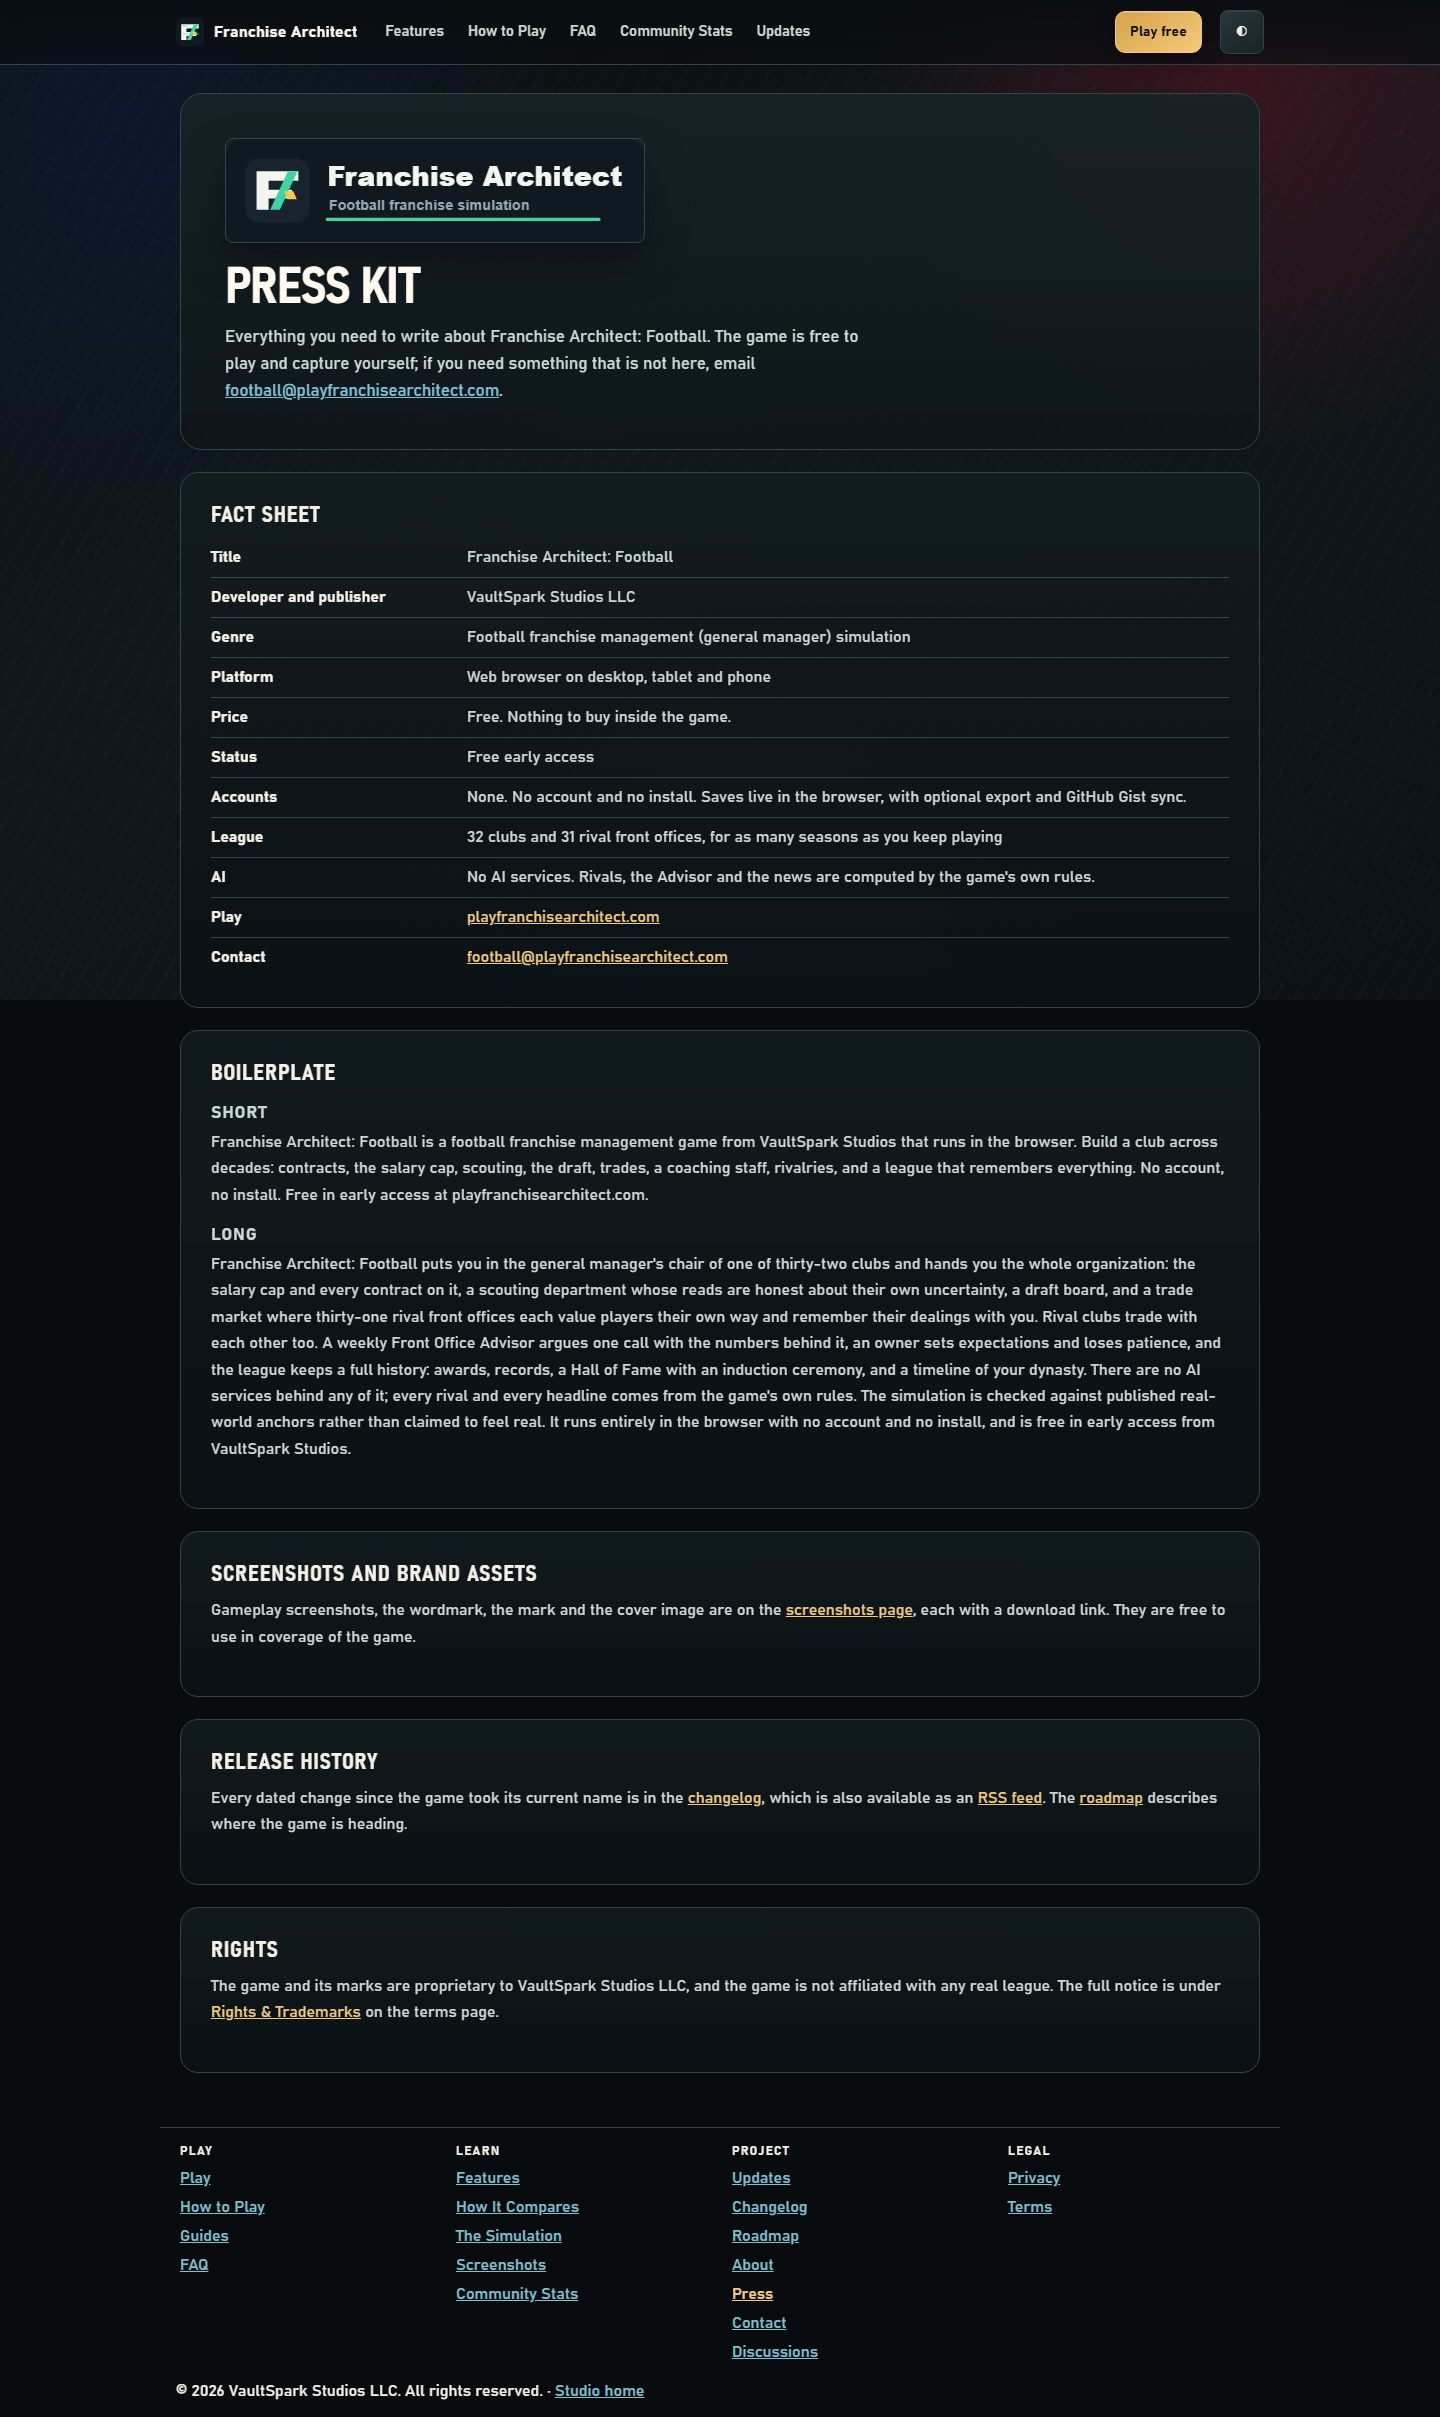 Franchise Architect
Features
How to Play
FAQ
Community Stats
Updates
Play free
Franchise Architect
Football franchise simulation
PRESS KIT
Everything you need to write about Franchise Architect: Football. The game is free to
play and capture yourself; if you need something that is not here, email
football@playfranchisearchitect.com.
FACT SHEET
Title Franchise Architect: Football
Developer and publisher VaultSpark Studios LLC
Genre Football franchise management (general manager) simulation
Platform Web browser on desktop, tablet and phone
Price Free. Nothing to buy inside the game.
Status Free early access
Accounts None. No account and no install. Saves live in the browser, with optional export and GitHub Gist sync.
League 32 clubs and 31 rival front offices, for as many seasons as you keep playing
AI No AI services. Rivals, the Advisor and the news are computed by the game's own rules.
Play playfranchisearchitect.com
Contact football@playfranchisearchitect.com
BOILERPLATE
SHORT
Franchise Architect: Football is a football franchise management game from VaultSpark Studios that runs in the browser. Build a club across
decades: contracts, the salary cap, scouting, the draft, trades, a coaching staff, rivalries, and a league that remembers everything. No account,
no install. Free in early access at playfranchisearchitect.com.
LONG
Franchise Architect: Football puts you in the general manager's chair of one of thirty-two clubs and hands you the whole organization: the
salary cap and every contract on it, a scouting department whose reads are honest about their own uncertainty, a draft board, and a trade
market where thirty-one rival front offices each value players their own way and remember their dealings with you. Rival clubs trade with
each other too. A weekly Front Office Advisor argues one call with the numbers behind it, an owner sets expectations and loses patience, and
the league keeps a full history: awards, records, a Hall of Fame with an induction ceremony, and a timeline of your dynasty. There are no AI
services behind any of it; every rival and every headline comes from the game's own rules. The simulation is checked against published real-
world anchors rather than claimed to feel real. It runs entirely in the browser with no account and no install, and is free in early access from
VaultSpark Studios.
SCREENSHOTS AND BRAND ASSETS
Gameplay screenshots, the wordmark, the mark and the cover image are on the screenshots page, each with a download link. They are free to
use in coverage of the game.
RELEASE HISTORY
Every dated change since the game took its current name is in the changelog, which is also available as an RSS feed. The roadmap describes
where the game is heading.
RIGHTS
The game and its marks are proprietary to VaultSpark Studios LLC, and the game is not affiliated with any real league. The full notice is under
Rights & Trademarks on the terms page.
PLAY
Play
How to Play
Guides
FAQ
LEARN
Features
How It Compares
The Simulation
Screenshots
Community Stats
PROJECT
Updates
Changelog
Roadmap
About
Press
Contact
Discussions
LEGAL
Privacy
Terms
© 2026 VaultSpark Studios LLC. All rights reserved. · Studio home